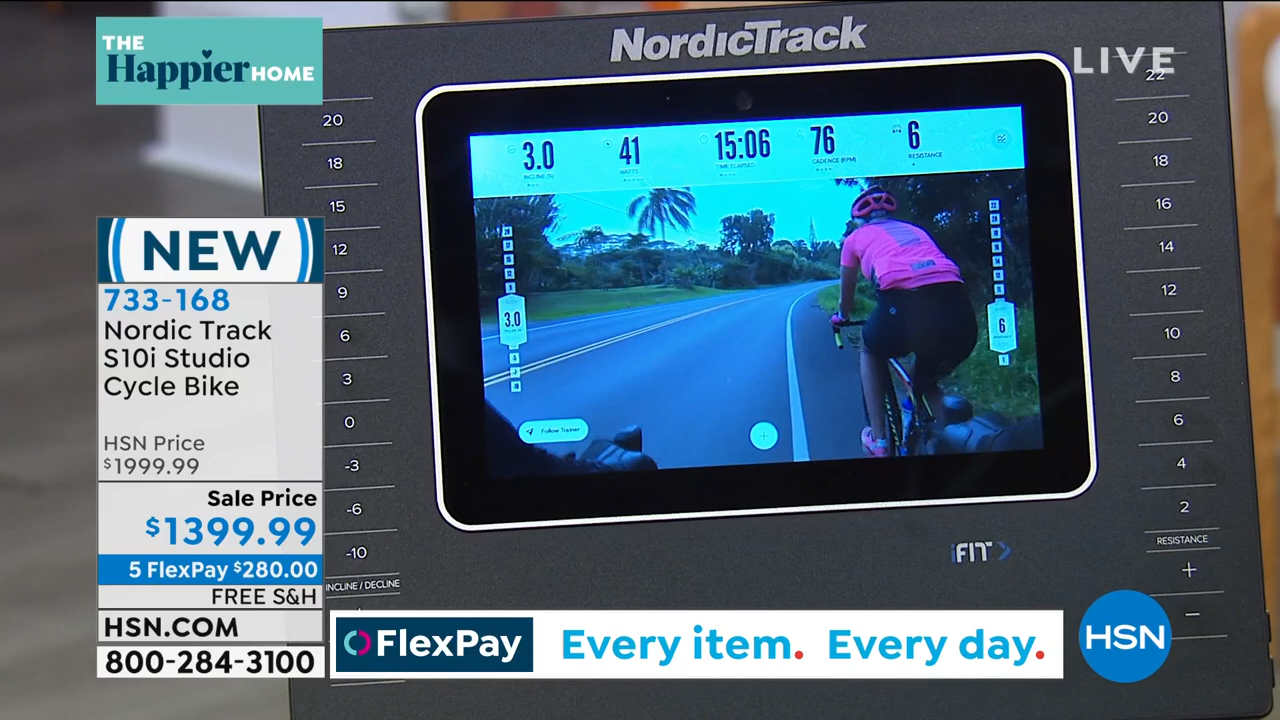 THE
Happier HOME
NordicTrack
LIVE
(NEW)
733-168
Nordic Track
S10i Studio
Cycle Bike
HSN Price
$1999.99
Sale Price
$1399.99
5 FlexPay $280.00
FREE S&H
HSN.COM
800-284-3100
20
18
15
12
9
6
3
0
-3
-6
-10
INCLINE / DECLINE
3.0
INCLINE (%)
41
WATTS
15:06
TIME ELAPSED
76
CADENCE (RPM)
6
RESISTANCE
3.0
6
Follow Trainer
+
22
20
18
16
14
12
10
8
6
4
2
RESISTANCE
+
−
iFIT
FlexPay Every item. Every day.
HSN